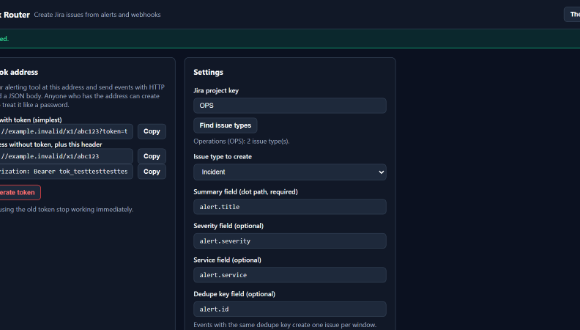 Router Create Jira issues from alerts and webhooks
ok address
alerting tool at this address and send events with HTTP
a JSON body. Anyone who has the address can create
treat it like a password.
with token (simplest)
//example.invalid/x1/abc123?token=t Copy
ess without token, plus this header
//example.invalid/x1/abc123 Copy
rization: Bearer tok_testtesttesttes Copy
erate token
using the old token stop working immediately.
Settings
Jira project key
OPS
Find issue types
Operations (OPS): 2 issue type(s).
Issue type to create
Incident
Summary field (dot path, required)
alert.title
Severity field (optional)
alert.severity
Service field (optional)
alert.service
Dedupe key field (optional)
alert.id
Events with the same dedupe key create one issue per window.